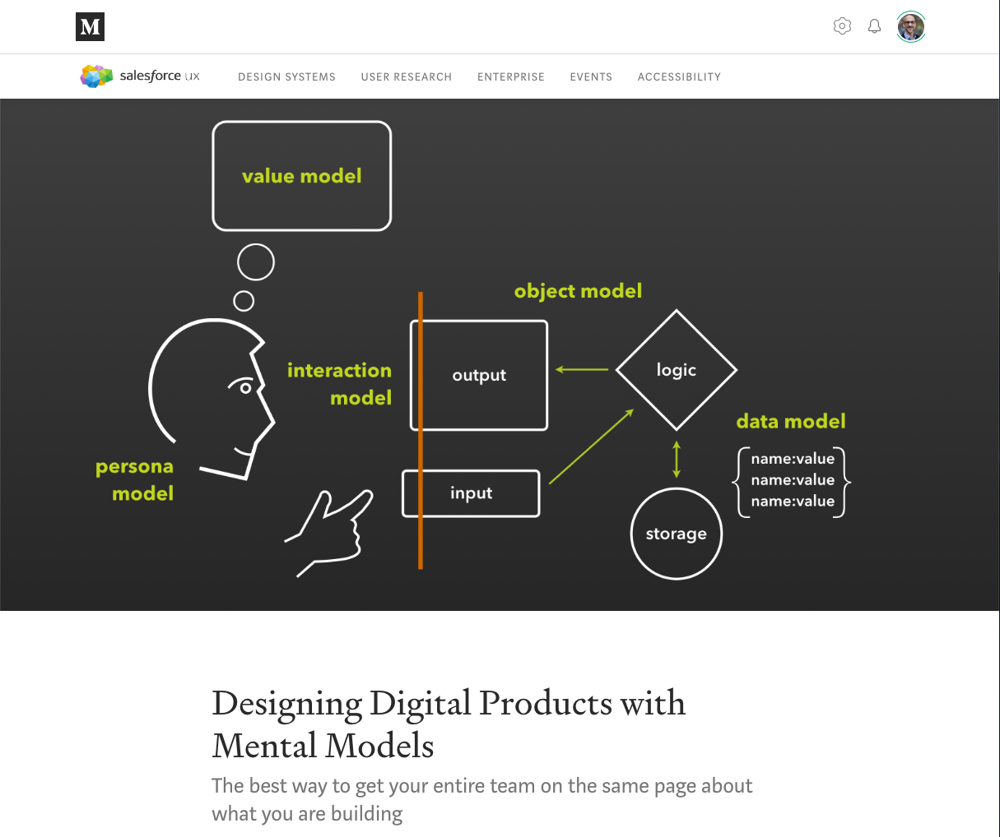 M
salesforce UX
DESIGN SYSTEMS
USER RESEARCH
ENTERPRISE
EVENTS
ACCESSIBILITY
value model
object model
interaction
model
output
logic
data model
name:value
name:value
name:value
persona
model
input
storage
Designing Digital Products with
Mental Models
The best way to get your entire team on the same page about
what you are building